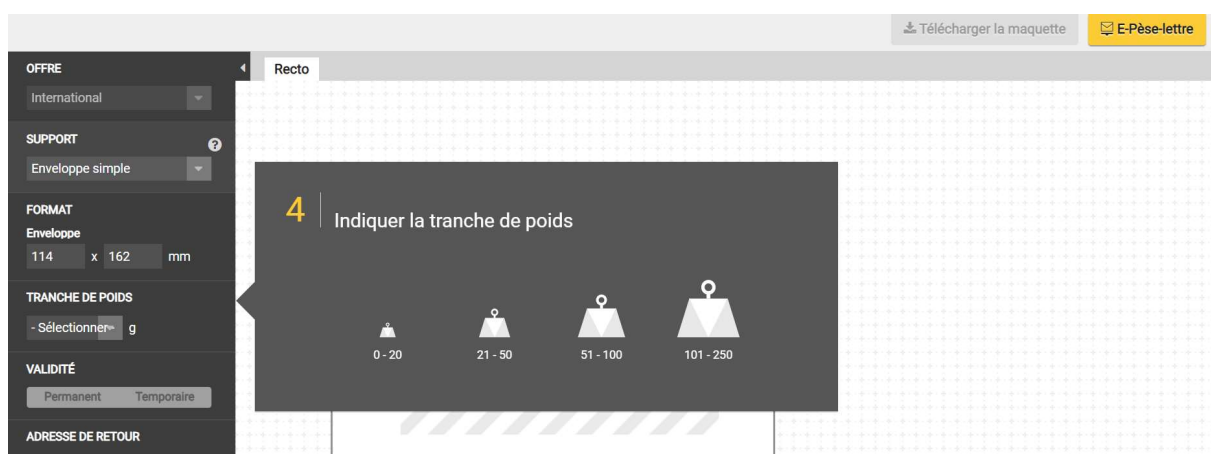 Télécharger la maquette
E-Pèse-lettre
OFFRE
Recto
International
SUPPORT
?
Enveloppe simple
FORMAT
Enveloppe
114 x 162 mm
TRANCHE DE POIDS
- Sélectionner g
VALIDITÉ
Permanent Temporaire
ADRESSE DE RETOUR
4 Indiquer la tranche de poids
0 - 20 21 - 50 51 - 100 101 - 250